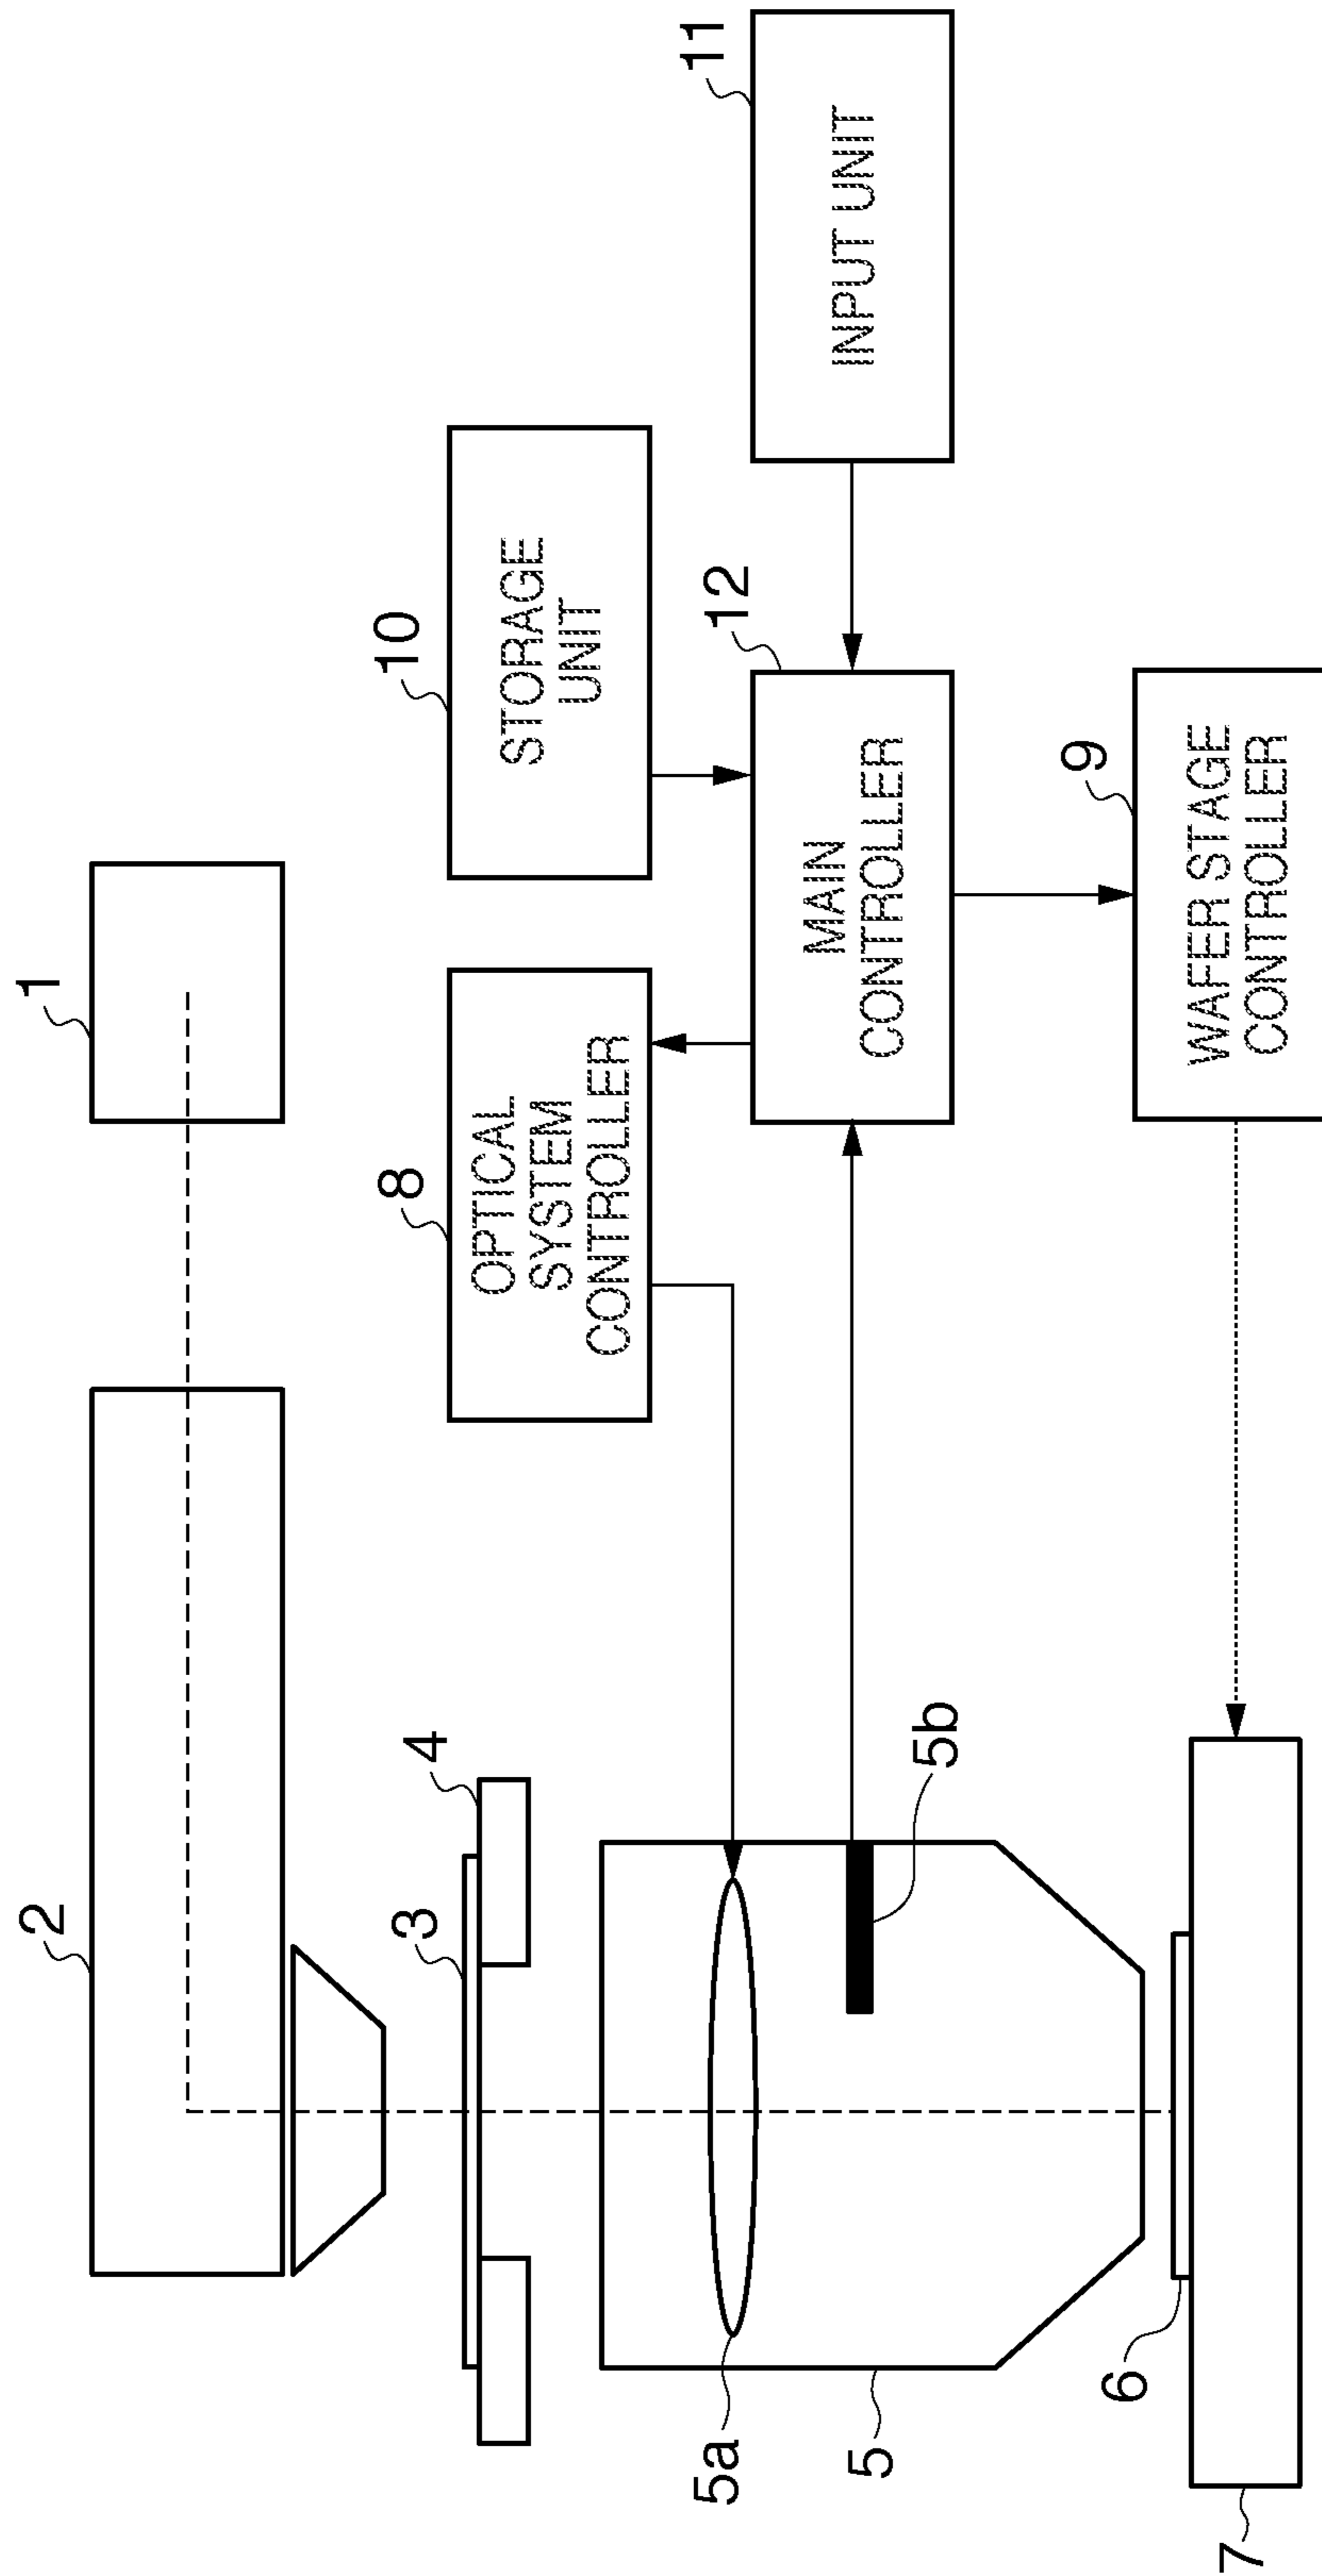 1
2
3
4
5a
5
5b
6
7
8
OPTICAL
SYSTEM
CONTROLLER
10
STORAGE
UNIT
12
MAIN
CONTROLLER
11
INPUT UNIT
9
WAFER STAGE
CONTROLLER